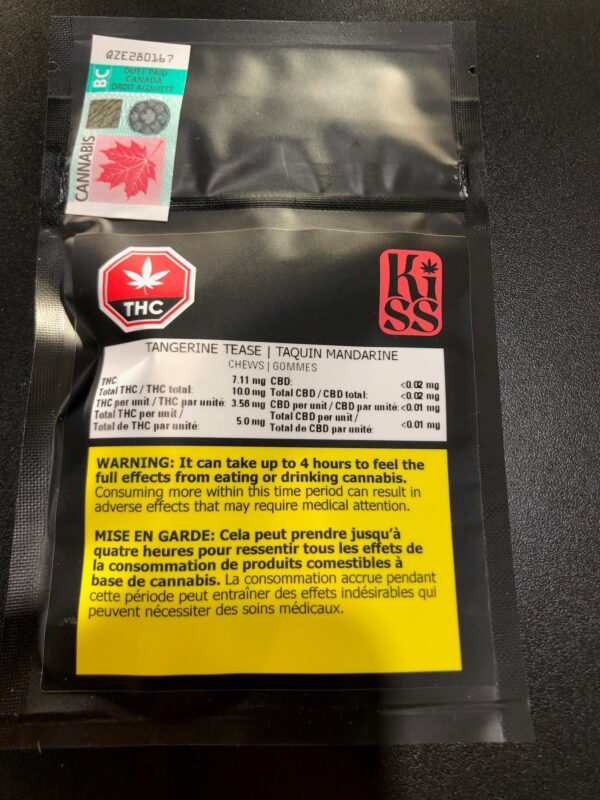 QZE280167
BC
DUTY PAID
CANADA
DROIT ACQUITTÉ
CANNABIS
THC
KiSS
TANGERINE TEASE | TAQUIN MANDARINE
CHEWS | GOMMES
THC: 7.11 mg CBD: <0.02 mg
Total THC / THC total: 10.0 mg Total CBD / CBD total: <0.02 mg
THC per unit / THC par unité: 3.56 mg CBD per unit / CBD par unité: <0.01 mg
Total THC per unit / Total CBD per unit /
Total de THC par unité: 5.0 mg Total de CBD par unité: <0.01 mg
WARNING: It can take up to 4 hours to feel the
full effects from eating or drinking cannabis.
Consuming more within this time period can result in
adverse effects that may require medical attention.
MISE EN GARDE: Cela peut prendre jusqu'à
quatre heures pour ressentir tous les effets de
la consommation de produits comestibles à
base de cannabis. La consommation accrue pendant
cette période peut entraîner des effets indésirables qui
peuvent nécessiter des soins médicaux.